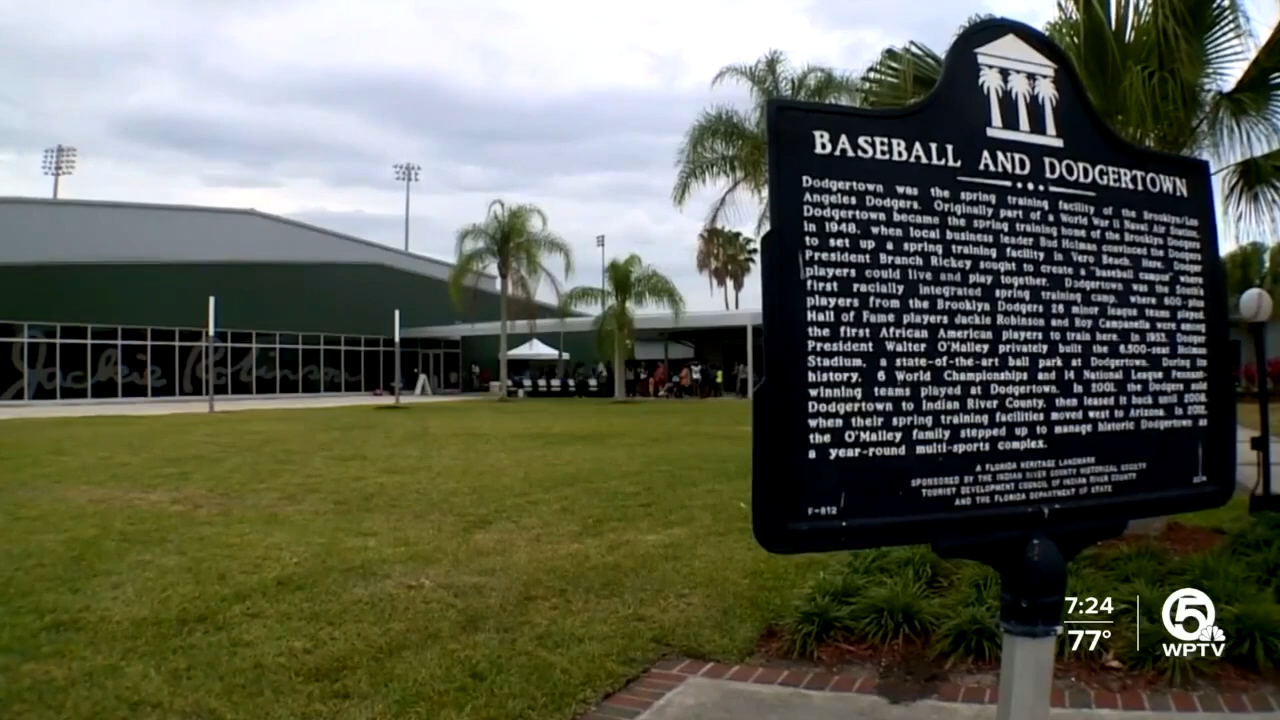 BASEBALL AND DODGERTOWN
Dodgertown was the spring training facility of the Brooklyn/Los
Angeles Dodgers. Originally part of a World War II Naval Air Station,
Dodgertown became the spring training home of the Brooklyn Dodgers
in 1948, when local business leader Bud Holman convinced the Dodgers
to set up a spring training facility in Vero Beach. Here, Dodger
President Branch Rickey sought to create a "baseball campus" where
players could live and play together. Dodgertown was the South's
first racially integrated spring training camp, where 600-plus
players from the Brooklyn Dodgers 26 minor league teams played.
Hall of Fame players Jackie Robinson and Roy Campanella were among
the first African American players to train here. In 1953, Dodger
President Walter O'Malley privately built the 6,500-seat Holman
Stadium, a state-of-the-art ball park at Dodgertown. During its
history, 6 World Championships and 14 National League Pennant-
winning teams played at Dodgertown. In 2001, the Dodgers sold
Dodgertown to Indian River County, then leased it back until 2008,
when their spring training facilities moved west to Arizona. In 2012,
the O'Malley family stepped up to manage historic Dodgertown as
a year-round multi-sports complex.
A FLORIDA HERITAGE LANDMARK
SPONSORED BY THE INDIAN RIVER COUNTY HISTORICAL SOCIETY
TOURIST DEVELOPMENT COUNCIL OF INDIAN RIVER COUNTY
AND THE FLORIDA DEPARTMENT OF STATE
F-812
Jackie Robinson
7:24
77°
5
WPTV